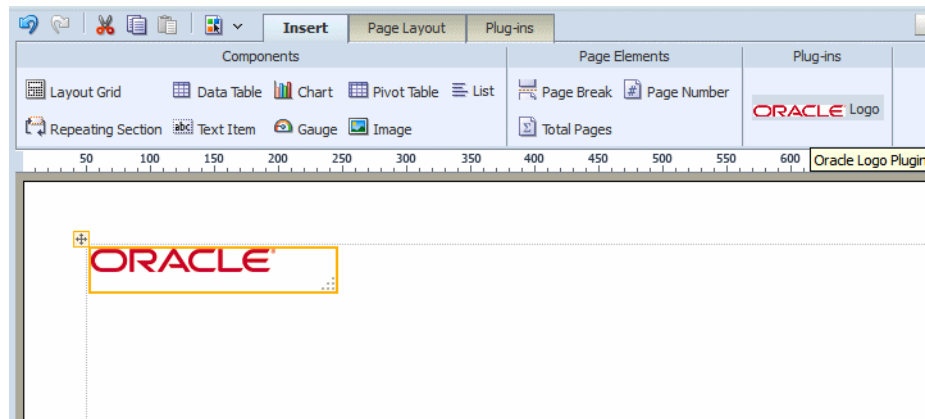 Insert Page Layout Plug-ins
Components Page Elements Plug-ins
Layout Grid Data Table Chart Pivot Table List Page Break # Page Number
ORACLE Logo
Repeating Section abc Text Item Gauge Image Σ Total Pages
50 100 150 200 250 300 350 400 450 500 550 600 Oracle Logo Plugin
ORACLE